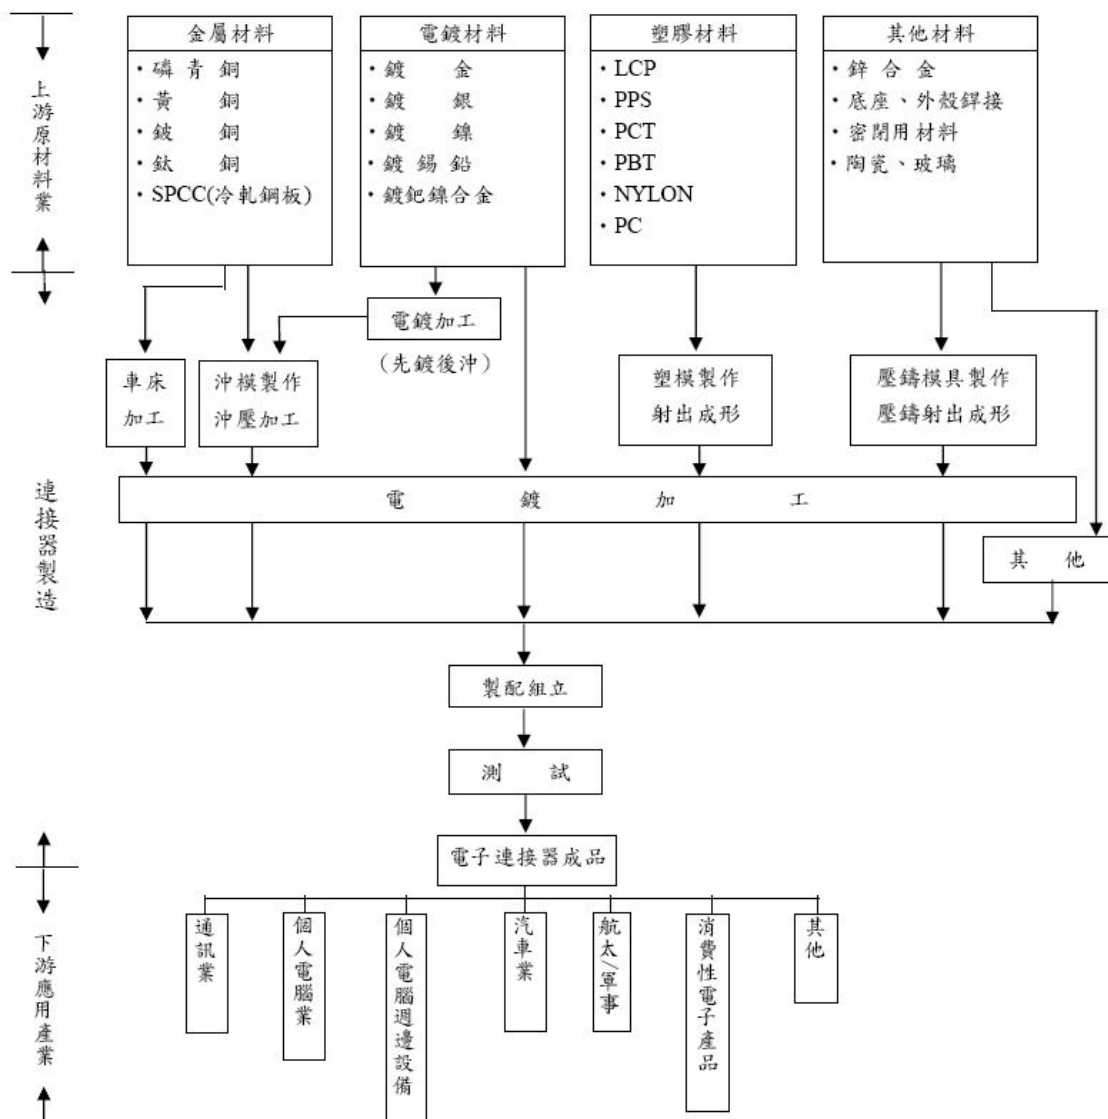 上游原材料業
金屬材料
・磷青銅
・黃銅
・鈹銅
・鈦銅
・SPCC(冷軋鋼板)
電鍍材料
・鍍金
・鍍銀
・鍍鎳
・鍍錫鉛
・鍍鈀鎳合金
塑膠材料
・LCP
・PPS
・PCT
・PBT
・NYLON
・PC
其他材料
・鋅合金
・底座、外殼銲接
・密閉用材料
・陶瓷、玻璃
連接器製造
電鍍加工
(先鍍後沖)
車床
加工
沖模製作
沖壓加工
塑模製作
射出成形
壓鑄模具製作
壓鑄射出成形
電鍍加工
其他
製配組立
測試
電子連接器成品
下游應用產業
通訊業
個人電腦業
個人電腦週邊設備
汽車業
航太/軍事
消費性電子產品
其他